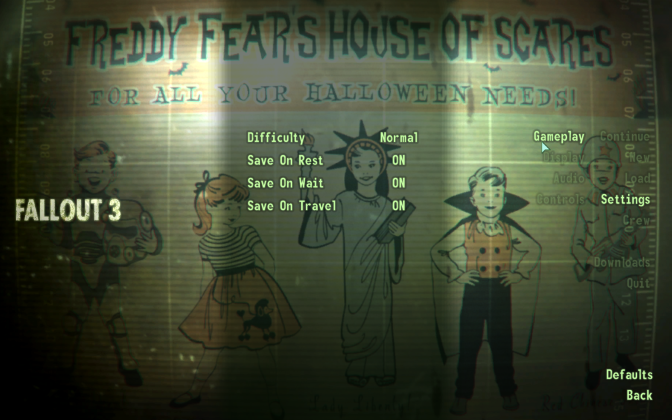 FREDDY FEAR'S HOUSE OF SCARES
FOR ALL YOUR HALLOWEEN NEEDS!
Difficulty Normal
Save On Rest ON
Save On Wait ON
Save On Travel ON
Gameplay
Display
Audio
Controls
Continue
New
Load
Settings
Crew
Downloads
Quit
FALLOUT 3
Defaults
Back